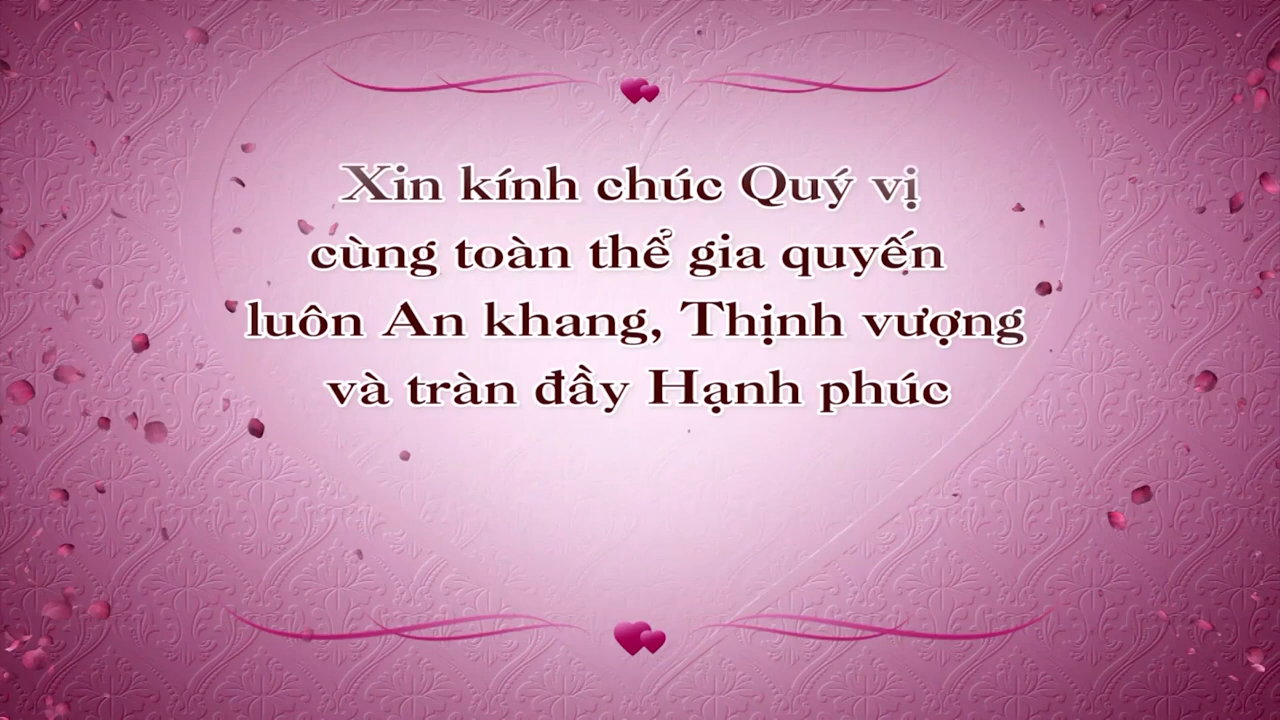 Xin kính chúc Quý vị
cùng toàn thể gia quyến
luôn An khang, Thịnh vượng
và tràn đầy Hạnh phúc